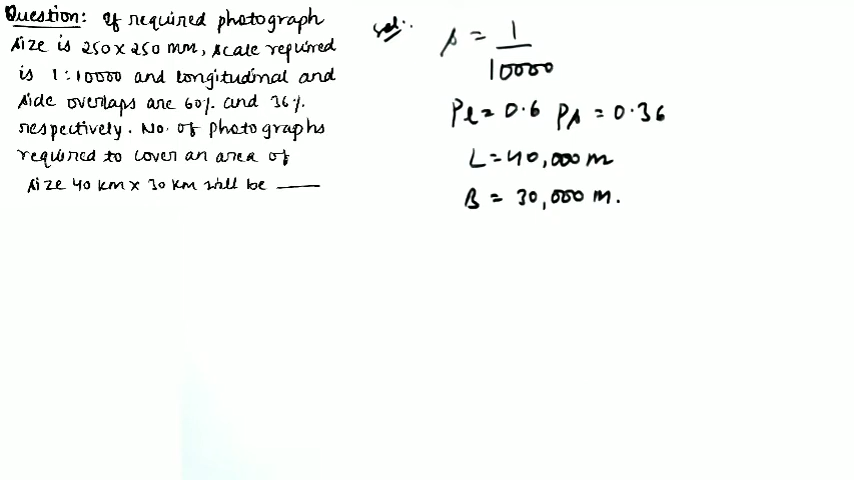 Question: If required photograph
size is 250 x 250 mm, scale required
is 1:10000 and longitudinal and
side overlaps are 60% and 36%
respectively. No. of photographs
required to cover an area of
size 40 km x 30 km will be ____
Sol:.
s = 1/10000
Pl = 0.6 Ps = 0.36
L = 40,000 m
B = 30,000 m.